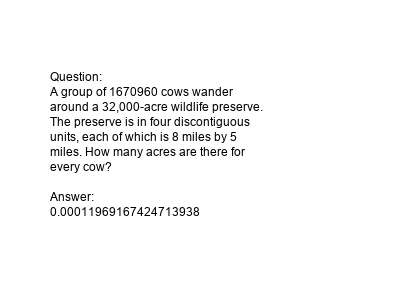 Question:
A group of 1670960 cows wander
around a 32,000-acre wildlife preserve.
The preserve is in four discontiguous
units, each of which is 8 miles by 5
miles. How many acres are there for
every cow?

Answer:
0.00011969167424713938